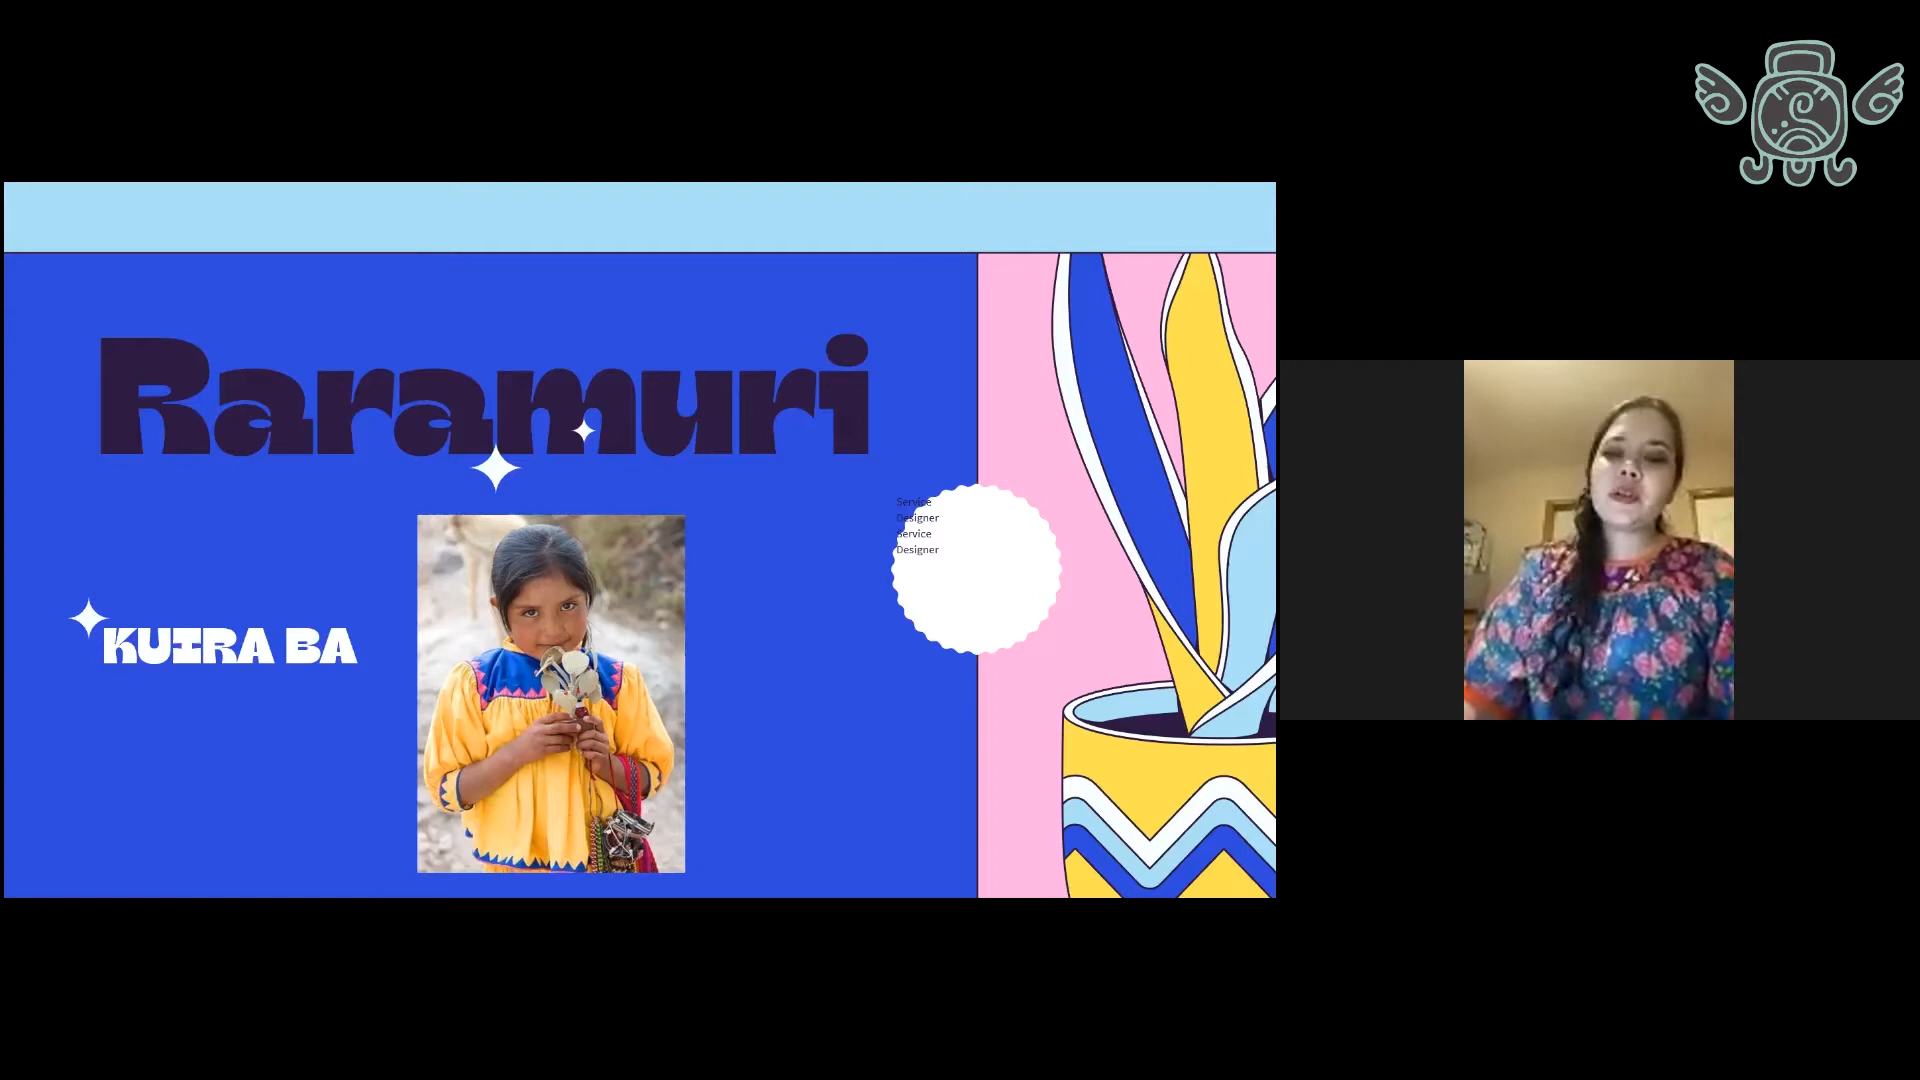 Raramuri
KUIRA BA
Service
Designer
Service
Designer